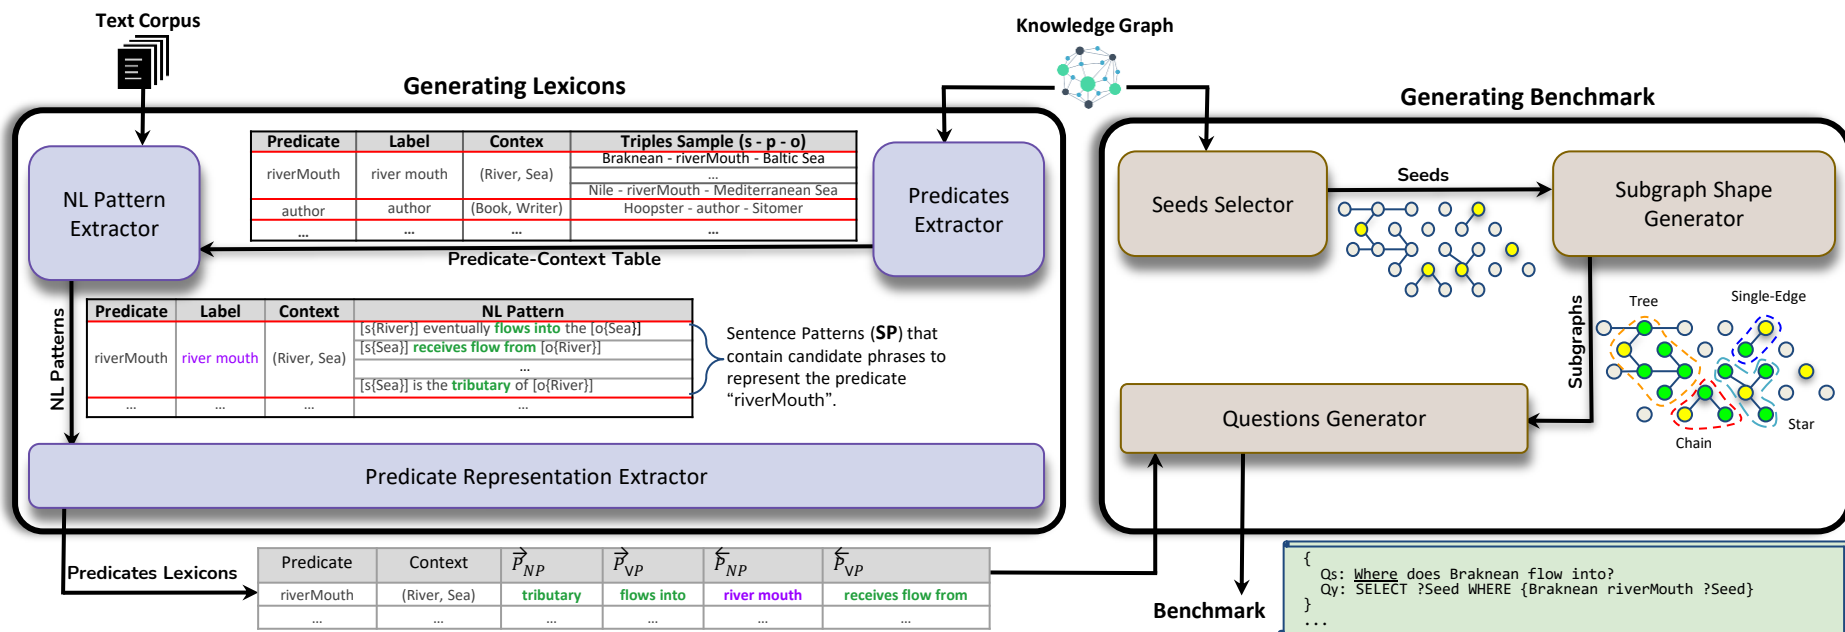 Text Corpus
Knowledge Graph
Generating Lexicons
Generating Benchmark
NL Pattern
Extractor
Predicate Label Contex Triples Sample (s - p - o)
riverMouth river mouth (River, Sea) Braknean - riverMouth - Baltic Sea
...
Nile - riverMouth - Mediterranean Sea
author author (Book, Writer) Hoopster - author - Sitomer
... ... ... ...
Predicates
Extractor
Predicate-Context Table
NL Patterns
Predicate Label Context NL Pattern
riverMouth river mouth (River, Sea) [s{River}] eventually flows into the [o{Sea}]
[s{Sea}] receives flow from [o{River}]
...
[s{Sea}] is the tributary of [o{River}]
... ... ... ...
Sentence Patterns (SP) that
contain candidate phrases to
represent the predicate
“riverMouth”.
Predicate Representation Extractor
Predicates Lexicons
Predicate Context P⃗NP P⃗VP P⃖NP P⃖VP
riverMouth (River, Sea) tributary flows into river mouth receives flow from
... ... ... ... ... ...
Seeds Selector
Seeds
Subgraph Shape
Generator
Subgraphs
Tree
Single-Edge
Chain
Star
Questions Generator
Benchmark
{
Qs: Where does Braknean flow into?
Qy: SELECT ?Seed WHERE {Braknean riverMouth ?Seed}
}
...